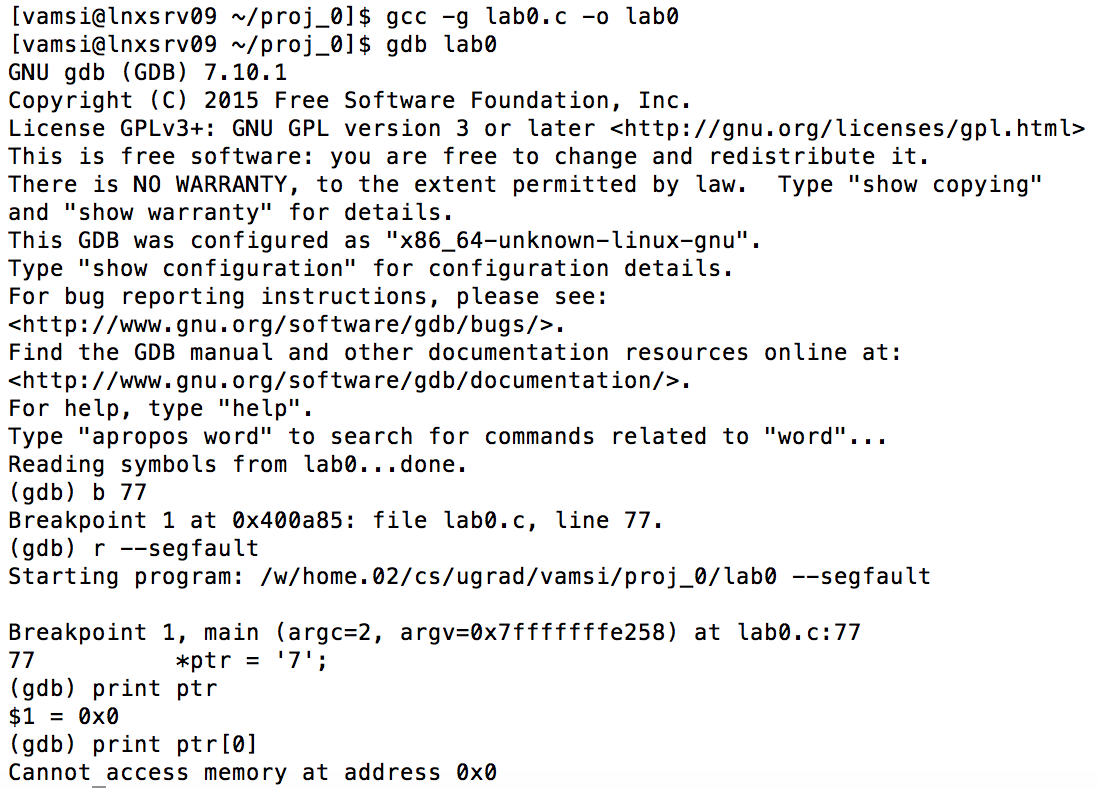 [vamsi@lnxsrv09 ~/proj_0]$ gcc -g lab0.c -o lab0
[vamsi@lnxsrv09 ~/proj_0]$ gdb lab0
GNU gdb (GDB) 7.10.1
Copyright (C) 2015 Free Software Foundation, Inc.
License GPLv3+: GNU GPL version 3 or later <http://gnu.org/licenses/gpl.html>
This is free software: you are free to change and redistribute it.
There is NO WARRANTY, to the extent permitted by law.  Type "show copying"
and "show warranty" for details.
This GDB was configured as "x86_64-unknown-linux-gnu".
Type "show configuration" for configuration details.
For bug reporting instructions, please see:
<http://www.gnu.org/software/gdb/bugs/>.
Find the GDB manual and other documentation resources online at:
<http://www.gnu.org/software/gdb/documentation/>.
For help, type "help".
Type "apropos word" to search for commands related to "word"...
Reading symbols from lab0...done.
(gdb) b 77
Breakpoint 1 at 0x400a85: file lab0.c, line 77.
(gdb) r --segfault
Starting program: /w/home.02/cs/ugrad/vamsi/proj_0/lab0 --segfault

Breakpoint 1, main (argc=2, argv=0x7fffffffe258) at lab0.c:77
77          *ptr = '7';
(gdb) print ptr
$1 = 0x0
(gdb) print ptr[0]
Cannot access memory at address 0x0